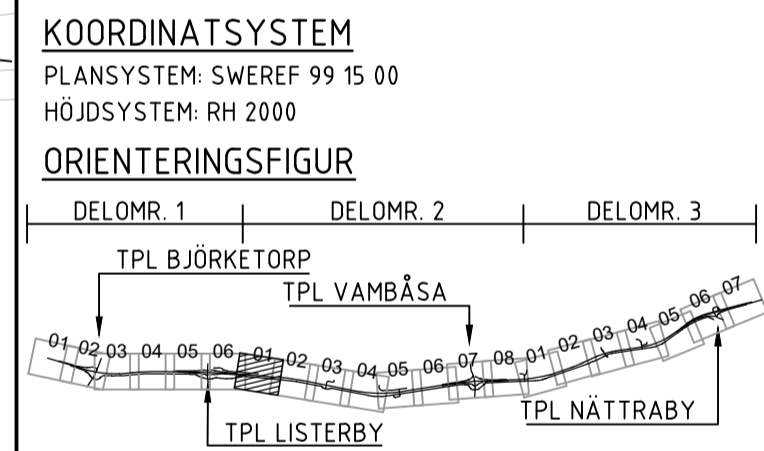 KOORDINATSYSTEM
PLANSYSTEM: SWEREF 99 15 00
HÖJDSYSTEM: RH 2000
ORIENTERINGSFIGUR
DELOMR. 1 DELOMR. 2 DELOMR. 3
TPL BJÖRKETORP
TPL VAMBÅSA
01 02 03 04 05 06 01 02 03 04 05 06 07 08 01 02 03 04 05 06 07
TPL NÄTTRABY
TPL LISTERBY